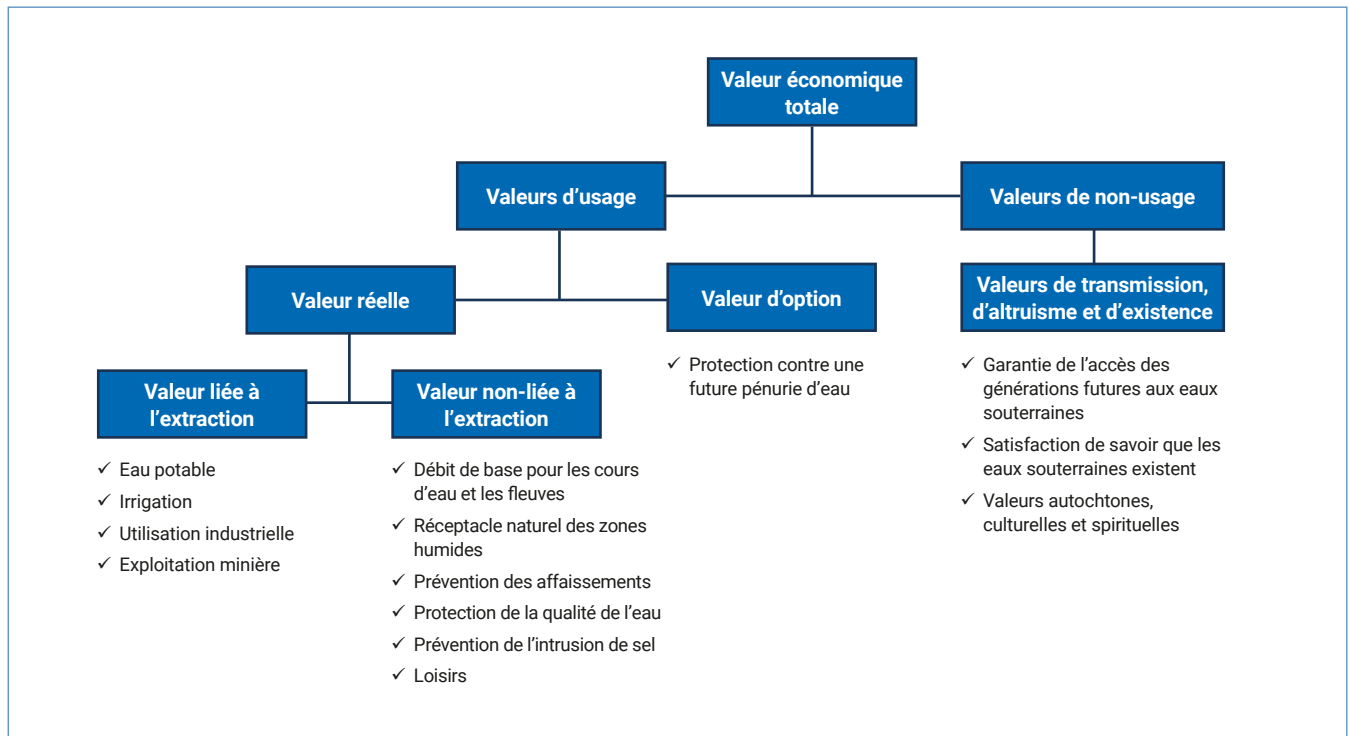 Valeur économique
totale
Valeurs d'usage
Valeurs de non-usage
Valeur réelle
Valeur d'option
Valeurs de transmission,
d'altruisme et d'existence
✓ Protection contre une
future pénurie d'eau
✓ Garantie de l'accès des
générations futures aux eaux
souterraines
✓ Satisfaction de savoir que les
eaux souterraines existent
✓ Valeurs autochtones,
culturelles et spirituelles
Valeur liée à
l'extraction
Valeur non-liée à
l'extraction
✓ Eau potable
✓ Irrigation
✓ Utilisation industrielle
✓ Exploitation minière
✓ Débit de base pour les cours
d'eau et les fleuves
✓ Réceptacle naturel des zones
humides
✓ Prévention des affaissements
✓ Protection de la qualité de l'eau
✓ Prévention de l'intrusion de sel
✓ Loisirs